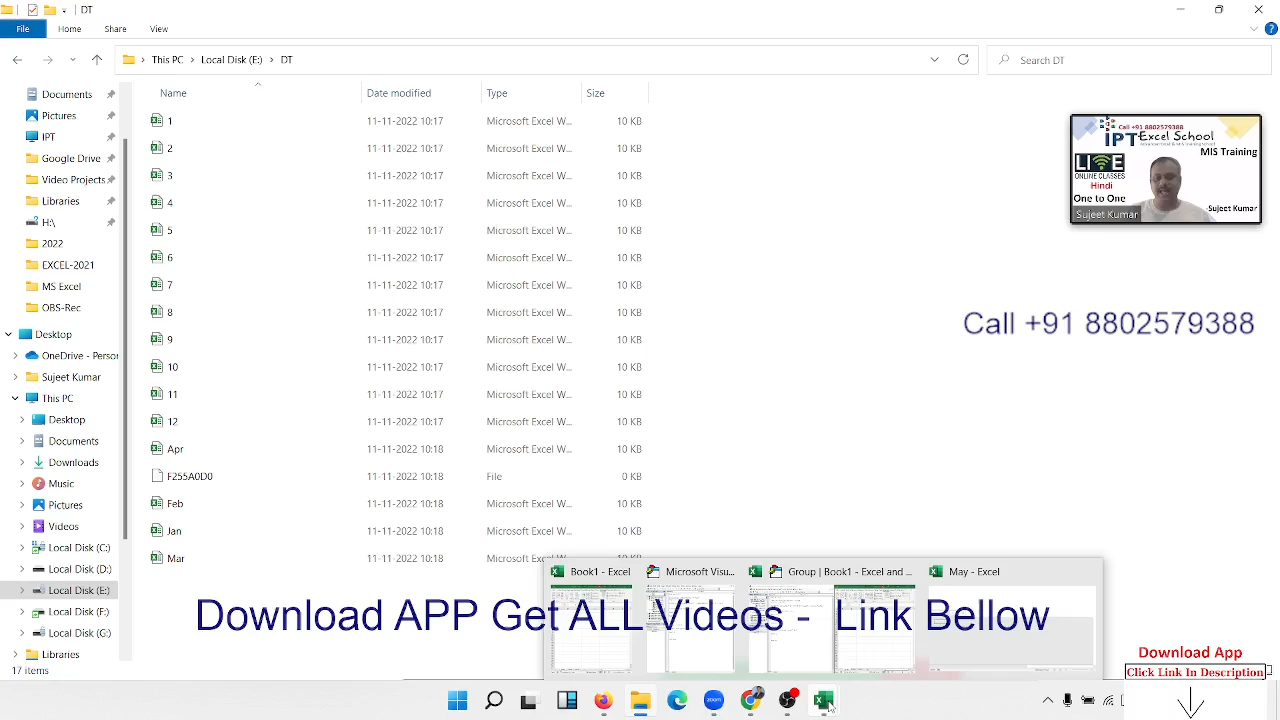 DT
File Home Share View
This PC Local Disk (E:) DT
Search DT
Name Date modified Type Size
Documents
Pictures
IPT
Google Drive
Video Projects
Libraries
H:\
2022
EXCEL-2021
MS Excel
OBS-Rec
Desktop
OneDrive - Person
Sujeet Kumar
This PC
Desktop
Documents
Downloads
Music
Pictures
Videos
Local Disk (C:)
Local Disk (D:)
Local Disk (E:)
Local Disk (F:)
Local Disk (G:)
Libraries
17 items
1 11-11-2022 10:17 Microsoft Excel W... 10 KB
2 11-11-2022 10:17 Microsoft Excel W... 10 KB
3 11-11-2022 10:17 Microsoft Excel W... 10 KB
4 11-11-2022 10:17 Microsoft Excel W... 10 KB
5 11-11-2022 10:17 Microsoft Excel W... 10 KB
6 11-11-2022 10:17 Microsoft Excel W... 10 KB
7 11-11-2022 10:17 Microsoft Excel W... 10 KB
8 11-11-2022 10:17 Microsoft Excel W... 10 KB
9 11-11-2022 10:17 Microsoft Excel W... 10 KB
10 11-11-2022 10:17 Microsoft Excel W... 10 KB
11 11-11-2022 10:17 Microsoft Excel W... 10 KB
12 11-11-2022 10:17 Microsoft Excel W... 10 KB
Apr 11-11-2022 10:18 Microsoft Excel W... 10 KB
F255A0D0 11-11-2022 10:18 File 0 KB
Feb 11-11-2022 10:18 Microsoft Excel W... 10 KB
Jan 11-11-2022 10:18 Microsoft Excel W... 10 KB
Mar 11-11-2022 10:18 Microsoft Excel W... 10 KB
Call +91 8802579388
IPT Excel School
MIS Training
LIVE
ONLINE CLASSES
Hindi
One to One
-Sujeet Kumar
Sujeet Kumar
Call +91 8802579388
Book1 - Excel Microsoft Visu... Group | Book1 - Excel and ... May - Excel
Download APP Get ALL Videos - Link Bellow
Download App
Click Link In Description
zoom